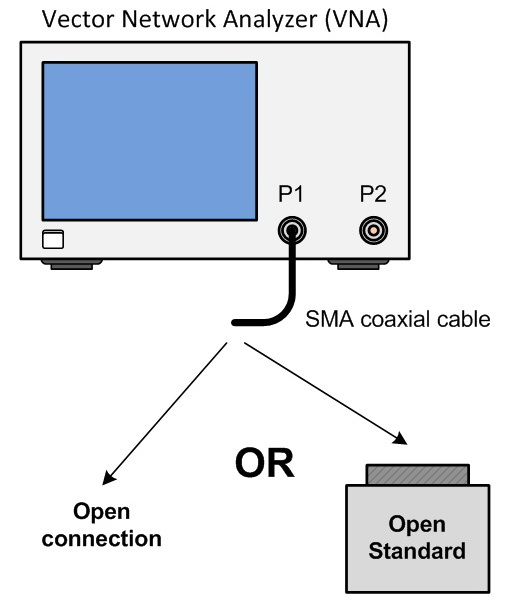 Vector Network Analyzer (VNA)
P1
P2
SMA coaxial cable
OR
Open
connection
Open
Standard